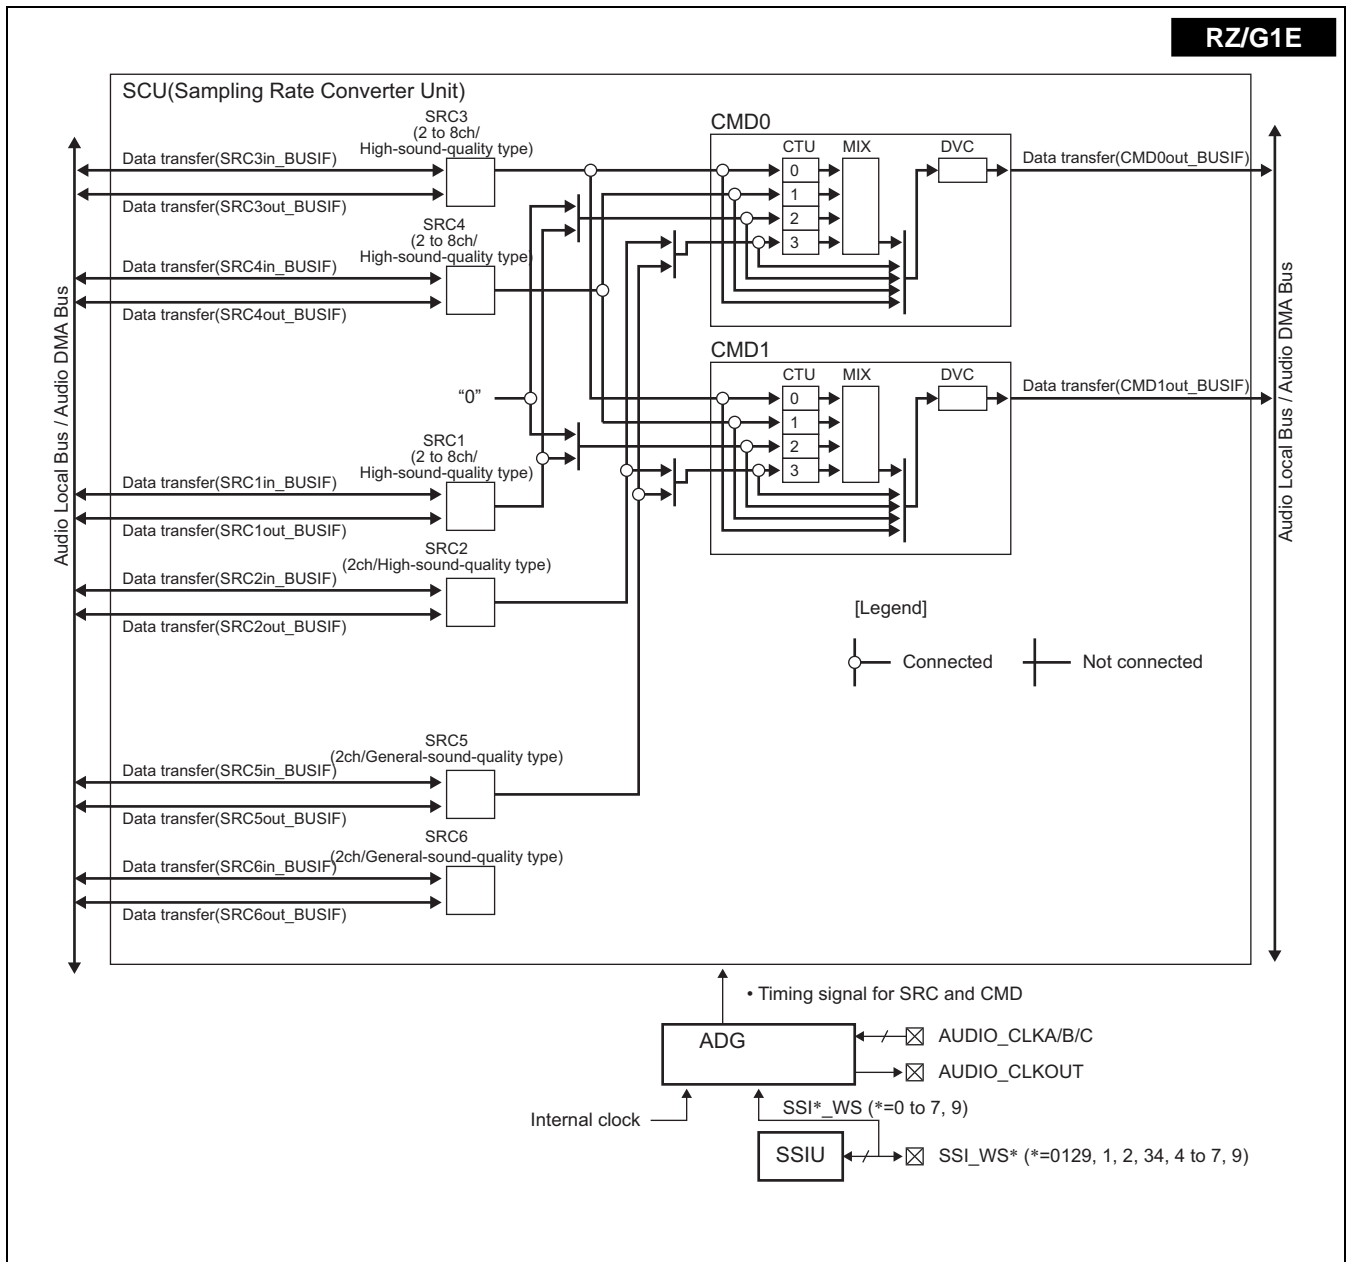 RZ/G1E
SCU(Sampling Rate Converter Unit)
SRC3
(2 to 8ch/
High-sound-quality type)
Data transfer(SRC3in_BUSIF)
Data transfer(SRC3out_BUSIF)
SRC4
(2 to 8ch/
High-sound-quality type)
Data transfer(SRC4in_BUSIF)
Data transfer(SRC4out_BUSIF)
“0”
SRC1
(2 to 8ch/
High-sound-quality type)
Data transfer(SRC1in_BUSIF)
Data transfer(SRC1out_BUSIF)
SRC2
(2ch/High-sound-quality type)
Data transfer(SRC2in_BUSIF)
Data transfer(SRC2out_BUSIF)
SRC5
(2ch/General-sound-quality type)
Data transfer(SRC5in_BUSIF)
Data transfer(SRC5out_BUSIF)
SRC6
(2ch/General-sound-quality type)
Data transfer(SRC6in_BUSIF)
Data transfer(SRC6out_BUSIF)
Audio Local Bus / Audio DMA Bus
CMD0
CTU MIX DVC
0
1
2
3
Data transfer(CMD0out_BUSIF)
CMD1
CTU MIX DVC
0
1
2
3
Data transfer(CMD1out_BUSIF)
Audio Local Bus / Audio DMA Bus
[Legend]
Connected
Not connected
• Timing signal for SRC and CMD
ADG
AUDIO_CLKA/B/C
AUDIO_CLKOUT
Internal clock
SSI*_WS (*=0 to 7, 9)
SSIU
SSI_WS* (*=0129, 1, 2, 34, 4 to 7, 9)